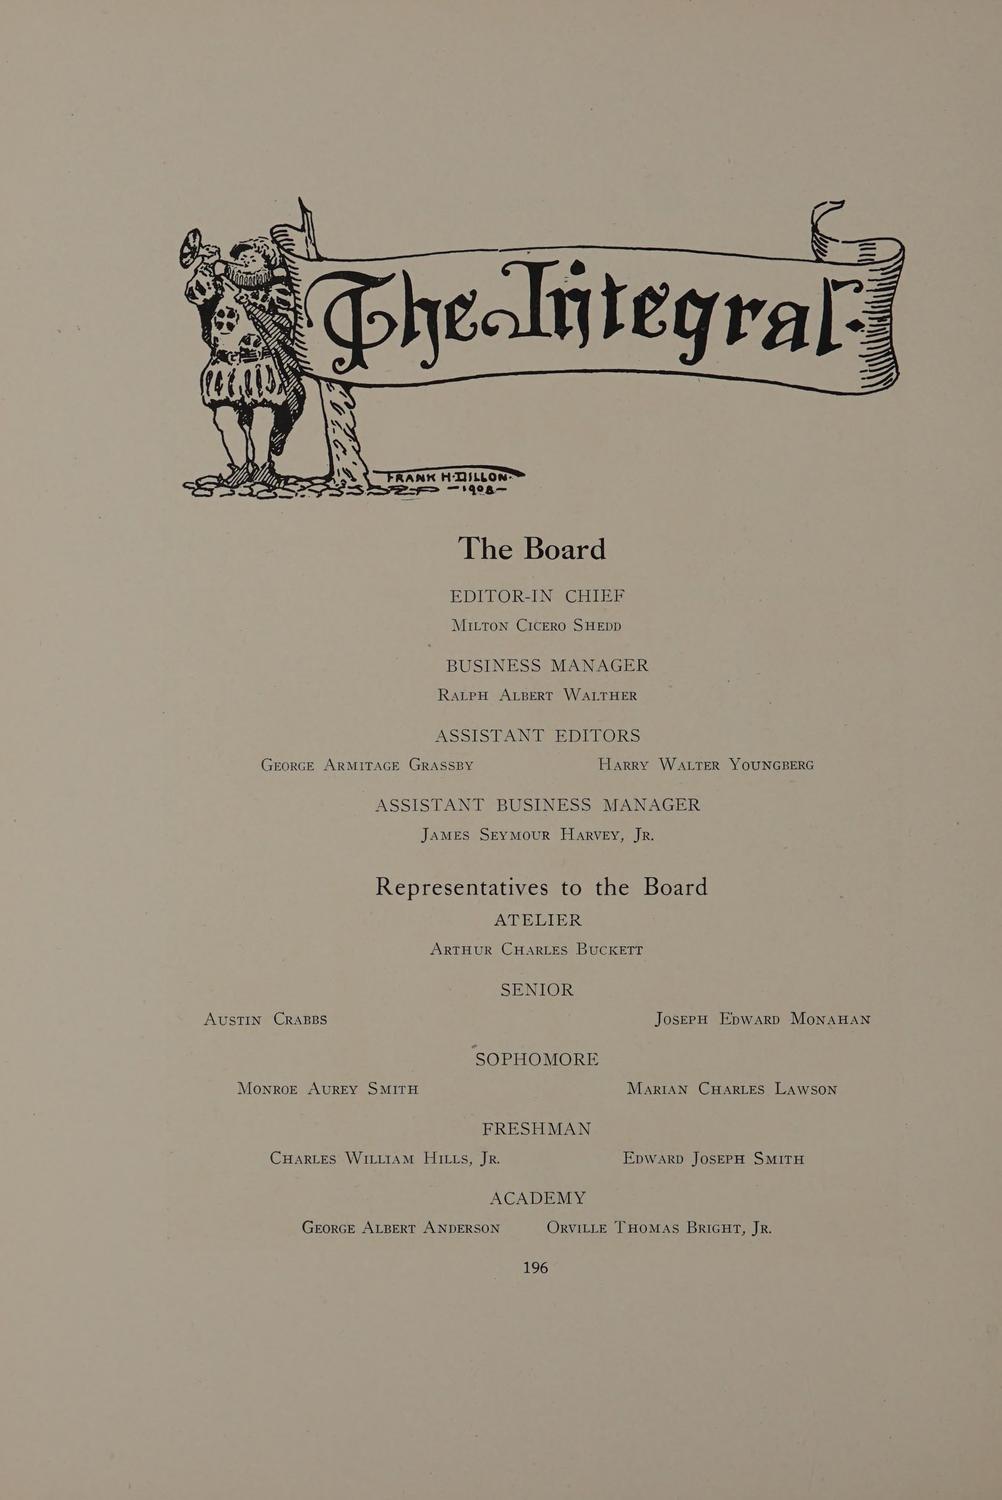 The Integral
FRANK H. DILLON.
—1908—
The Board
EDITOR-IN CHIEF
MILTON CICERO SHEDD
BUSINESS MANAGER
RALPH ALBERT WALTHER
ASSISTANT EDITORS
GEORGE ARMITAGE GRASSBY HARRY WALTER YOUNGBERG
ASSISTANT BUSINESS MANAGER
JAMES SEYMOUR HARVEY, JR.
Representatives to the Board
ATELIER
ARTHUR CHARLES BUCKETT
SENIOR
AUSTIN CRABBS JOSEPH EDWARD MONAHAN
SOPHOMORE
MONROE AUREY SMITH MARIAN CHARLES LAWSON
FRESHMAN
CHARLES WILLIAM HILLS, JR. EDWARD JOSEPH SMITH
ACADEMY
GEORGE ALBERT ANDERSON ORVILLE THOMAS BRIGHT, JR.
196